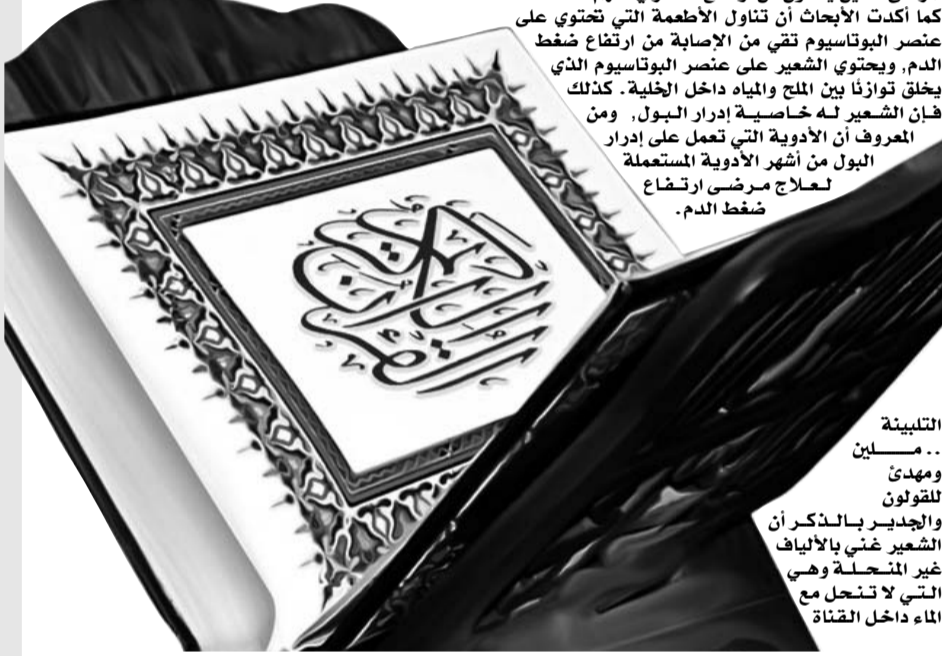 كما أكدت الأبحاث أن تناول الأطعمة التي تحتوي على
عنصر البوتاسيوم تقي من الإصابة من ارتفاع ضغط
الدم, ويحتوي الشعير على عنصر البوتاسيوم الذي
يخلق توازنًا بين الملح والمياه داخل الخلية. كذلك
فإن الشعير له خاصية إدرار البول, ومن
المعروف أن الأدوية التي تعمل على إدرار
البول من أشهر الأدوية المستعملة
لعلاج مرضى ارتفاع
ضغط الدم.
القرآن الكريم
التلبينة
.. ملين
ومهدئ
للقولون
والجدير بالذكر أن
الشعير غني بالألياف
غير المنحلة وهي
التي لا تنحل مع
الماء داخل القناة